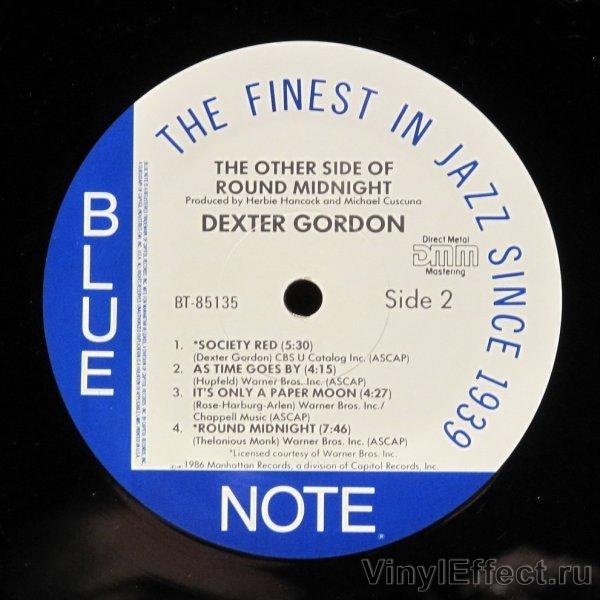 THE FINEST IN JAZZ SINCE 1939
THE OTHER SIDE OF
ROUND MIDNIGHT
Produced by Herbie Hancock and Michael Cuscuna
DEXTER GORDON
Direct Metal
DMM
Mastering
BT-85135
Side 2
1. *SOCIETY RED (5:30)
(Dexter Gordon) CBS U Catalog Inc. (ASCAP)
2. AS TIME GOES BY (4:15)
(Hupfeld) Warner Bros. Inc. (ASCAP)
3. IT'S ONLY A PAPER MOON (4:27)
(Rose-Harburg-Arlen) Warner Bros. Inc./
Chappell Music (ASCAP)
4. *ROUND MIDNIGHT (7:46)
(Thelonious Monk) Warner Bros. Inc. (ASCAP)
*Licensed courtesy of Warner Bros. Inc.
1986 Manhattan Records, a division of Capitol Records, Inc.
BLUE
NOTE®
VinylEffect.ru